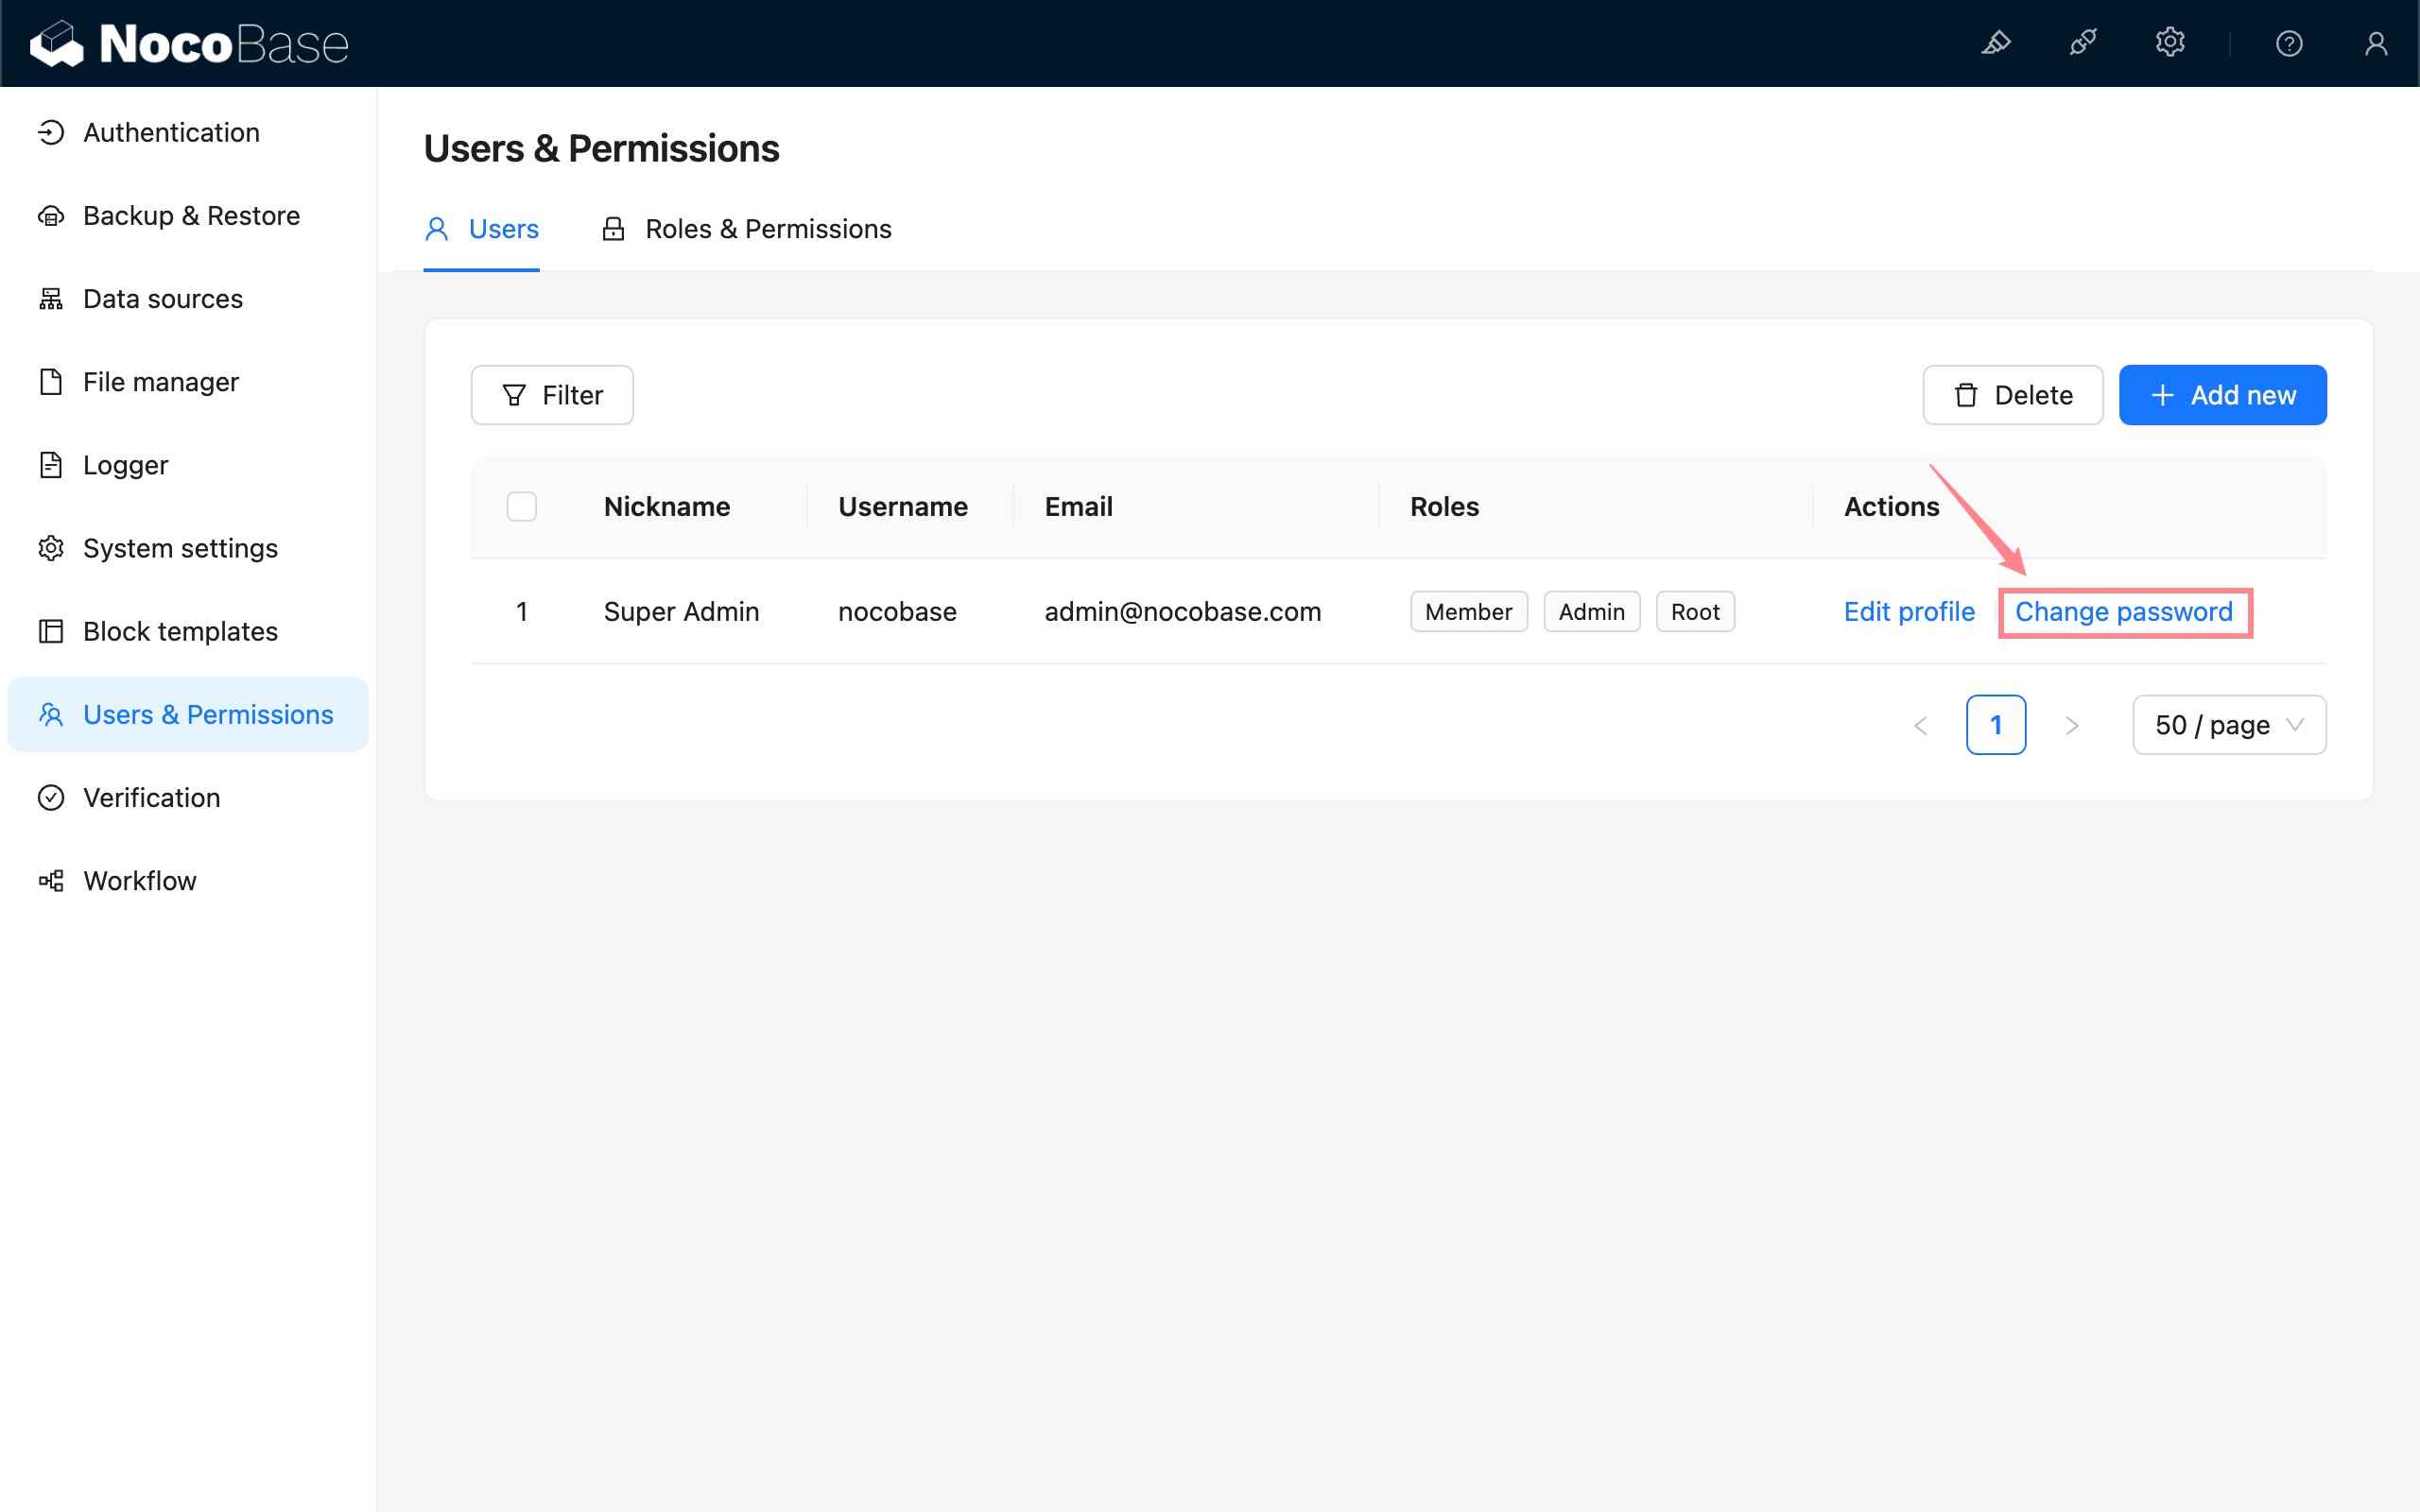 NocoBase
Authentication
Backup & Restore
Data sources
File manager
Logger
System settings
Block templates
Users & Permissions
Verification
Workflow
Users & Permissions
Users Roles & Permissions
Filter Delete Add new
Nickname Username Email Roles Actions
1 Super Admin nocobase admin@nocobase.com Member Admin Root Edit profile Change password
1 50 / page